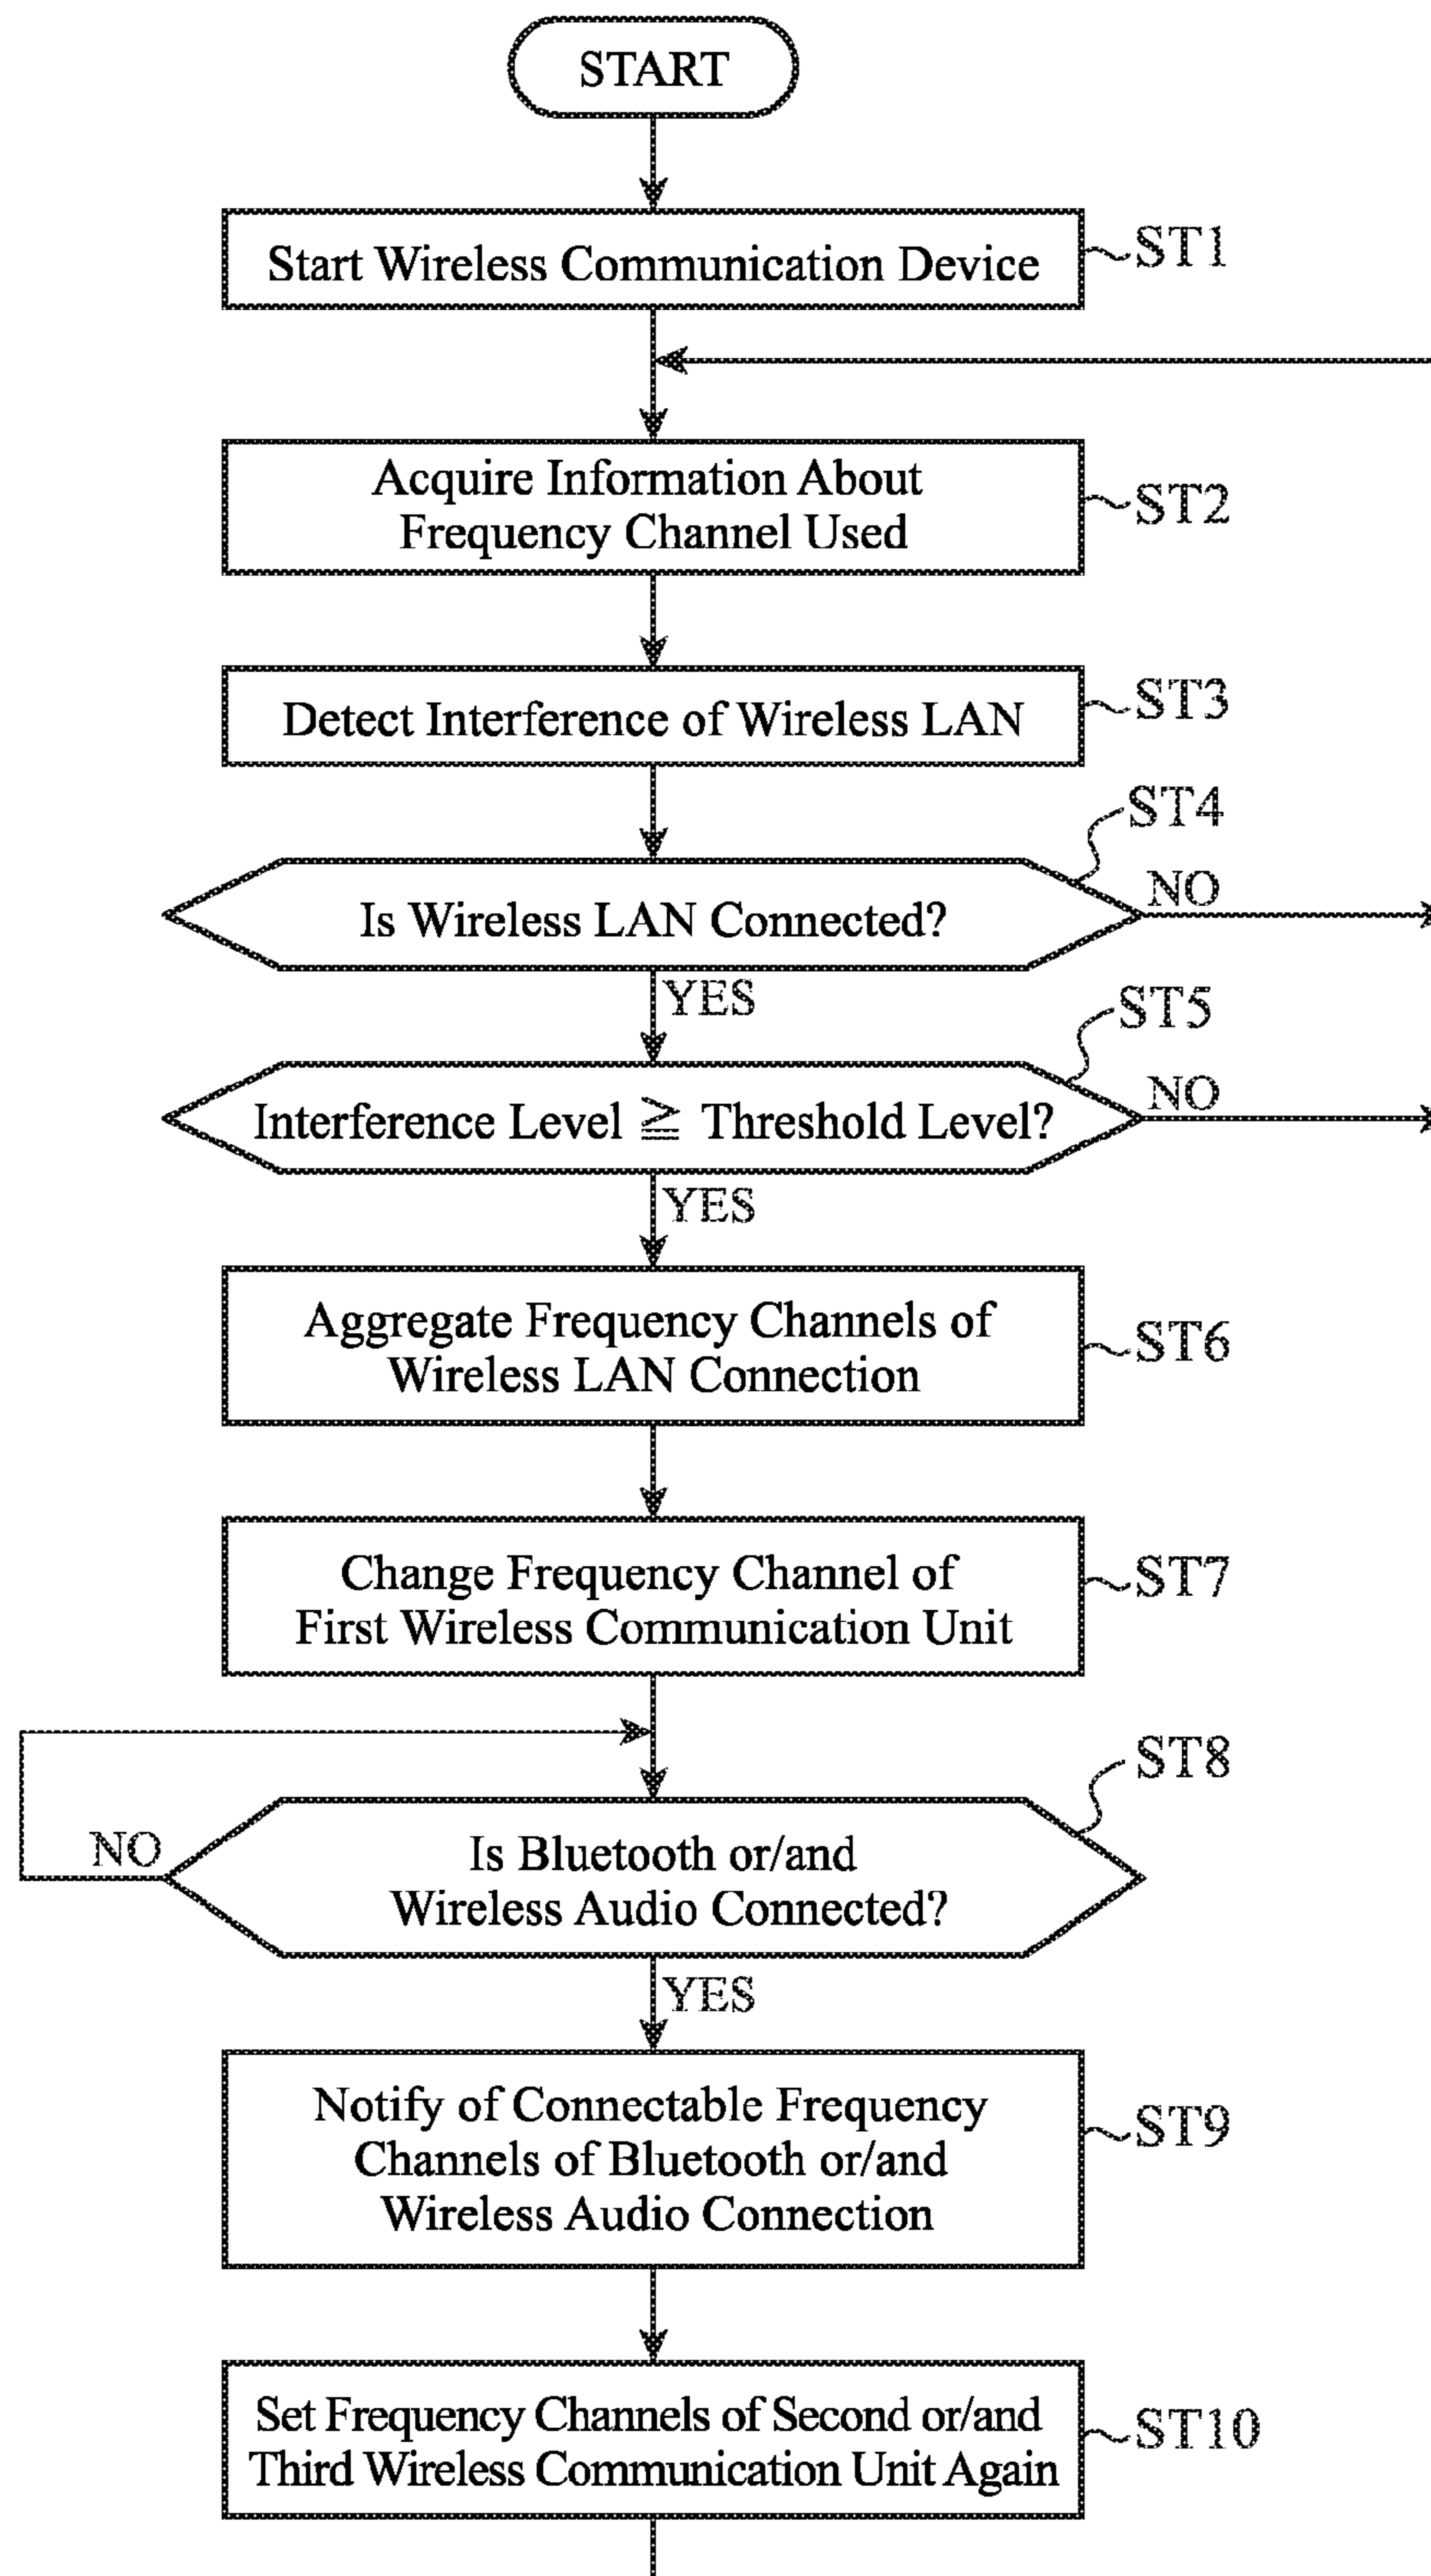 START
Start Wireless Communication Device
ST1
Acquire Information About
Frequency Channel Used
ST2
Detect Interference of Wireless LAN
ST3
ST4
Is Wireless LAN Connected?
NO
YES
ST5
Interference Level ≧ Threshold Level?
NO
YES
Aggregate Frequency Channels of
Wireless LAN Connection
ST6
Change Frequency Channel of
First Wireless Communication Unit
ST7
ST8
NO
Is Bluetooth or/and
Wireless Audio Connected?
YES
Notify of Connectable Frequency
Channels of Bluetooth or/and
Wireless Audio Connection
ST9
Set Frequency Channels of Second or/and
Third Wireless Communication Unit Again
ST10